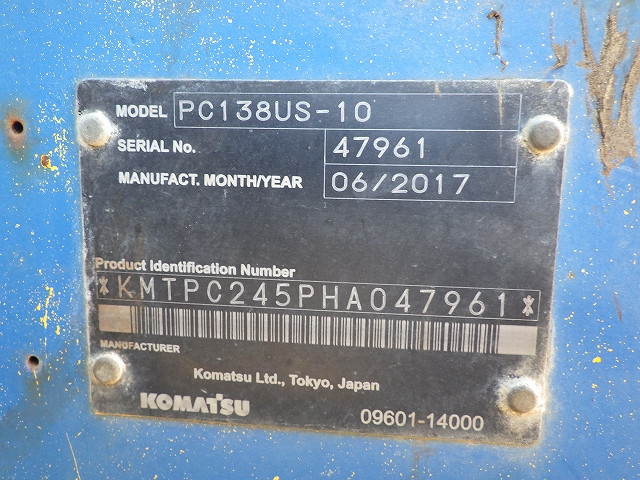 MODEL PC138US-10
SERIAL No. 47961
MANUFACT. MONTH/YEAR 06/2017
Product Identification Number
*KMTPC245PHA047961*
MANUFACTURER
Komatsu Ltd., Tokyo, Japan
KOMATSU
09601-14000